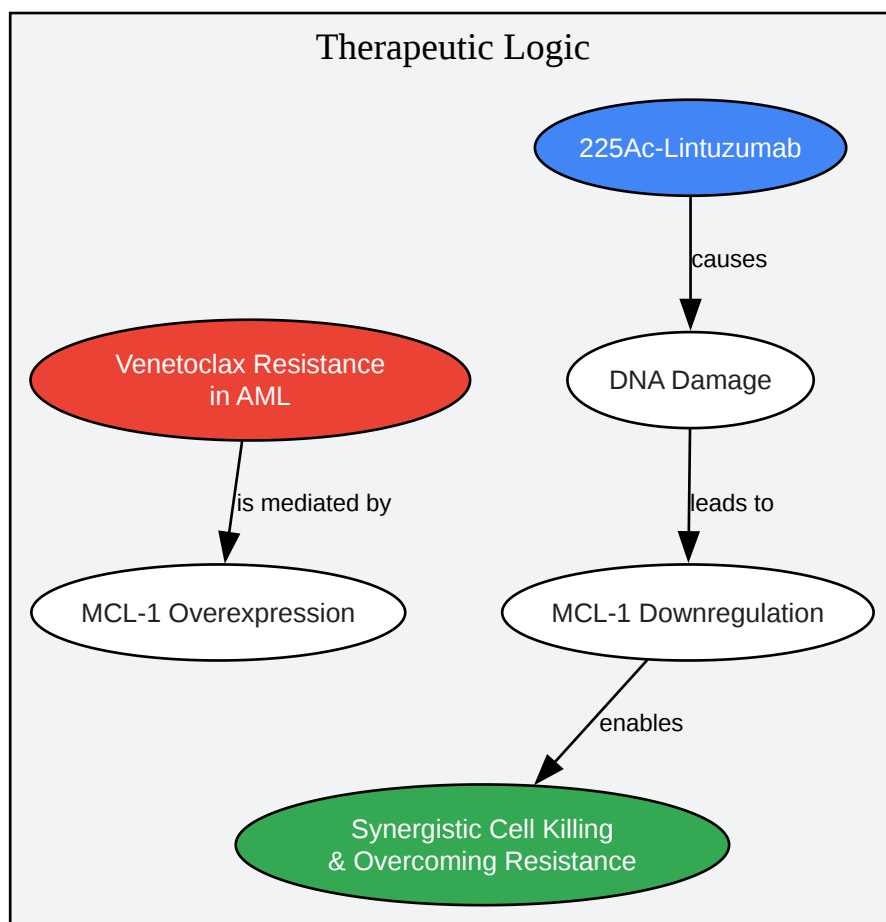 Therapeutic Logic
225Ac-Lintuzumab
causes
Venetoclax Resistance
in AML
DNA Damage
is mediated by
leads to
MCL-1 Overexpression
MCL-1 Downregulation
enables
Synergistic Cell Killing
& Overcoming Resistance